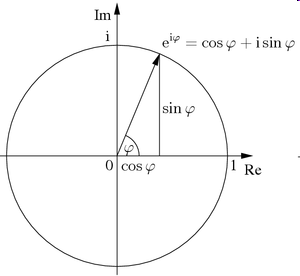 Im
i
e^{iφ} = cos φ + i sin φ
sin φ
φ
0
cos φ
1
Re